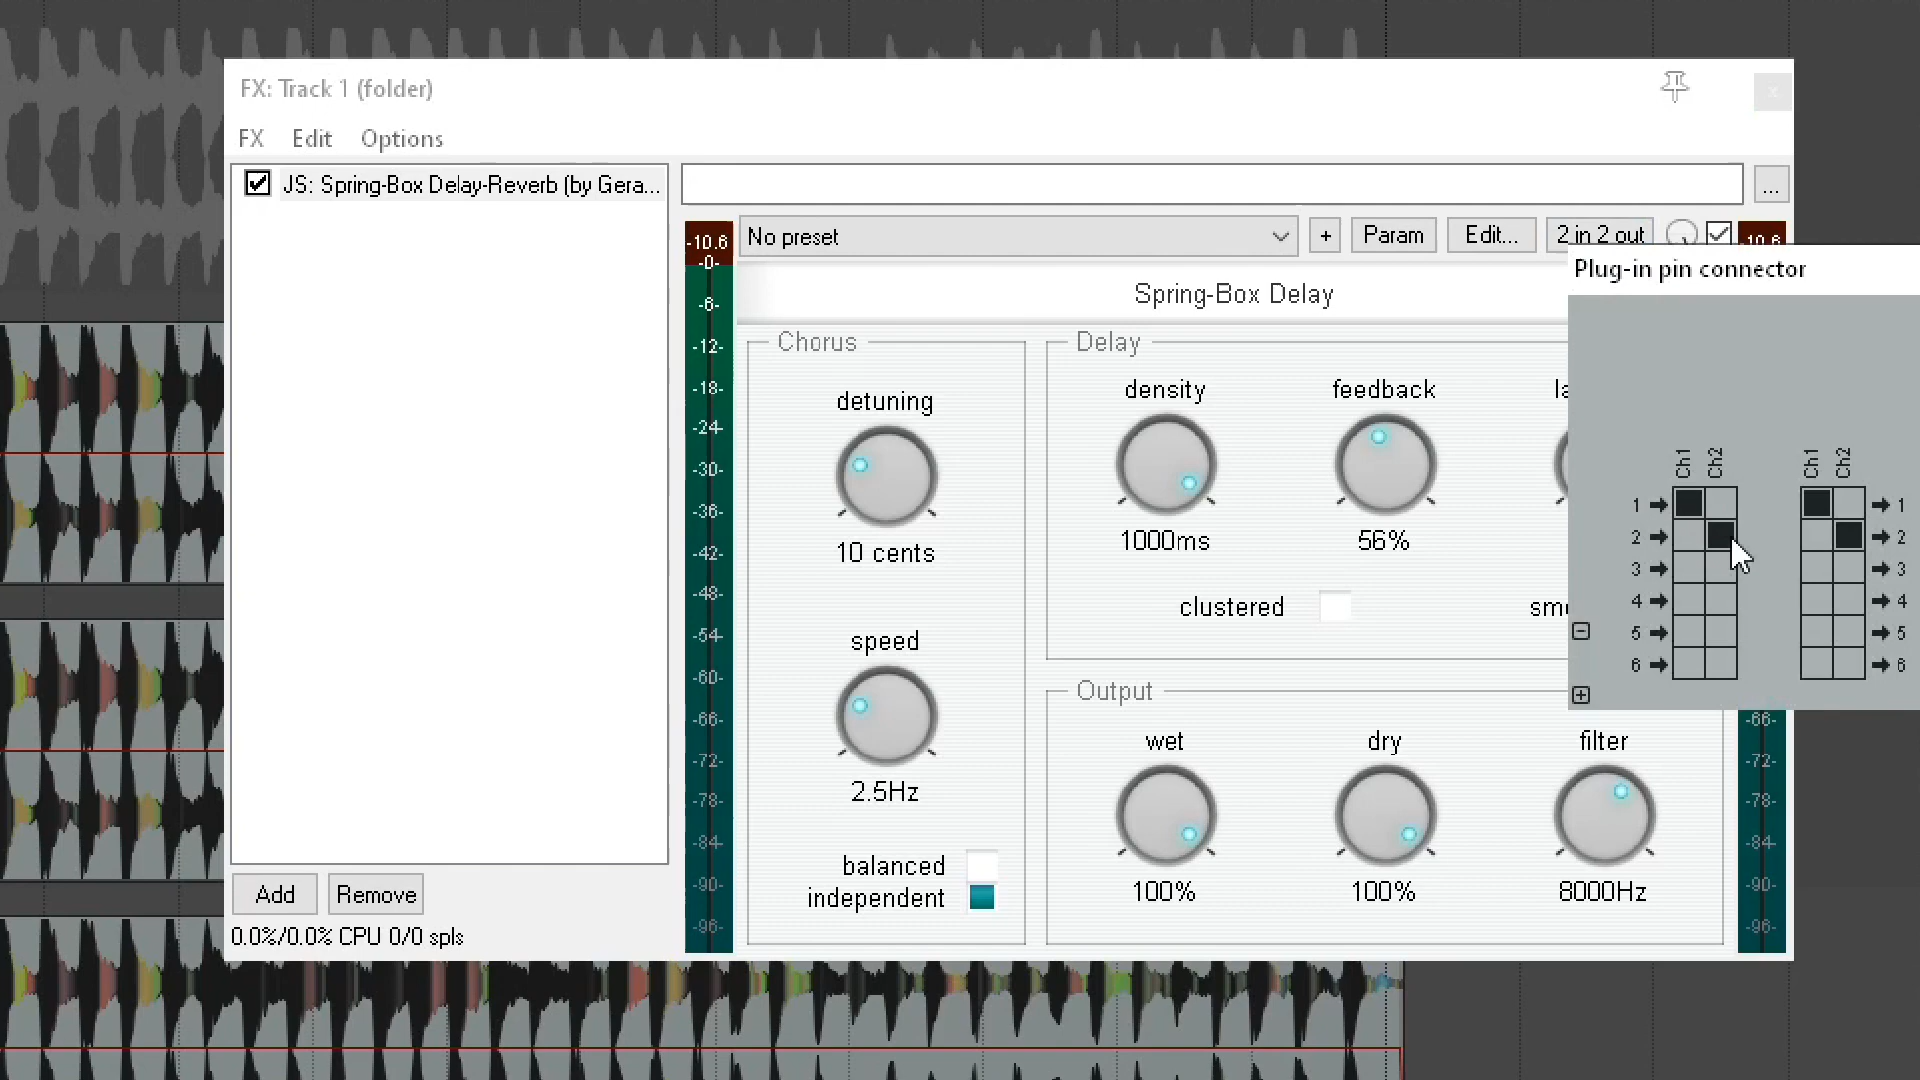 FX: Track 1 (folder)
FX Edit Options
JS: Spring-Box Delay-Reverb (by Gera...
...
No preset
+
Param
Edit...
2 in 2 out
-10.6
-0-
-6-
-12-
-18-
-24-
-30-
-36-
-42-
-48-
-54-
-60-
-66-
-72-
-78-
-84-
-90-
-96-
Spring-Box Delay
Chorus
detuning
10 cents
speed
2.5Hz
balanced
independent
Delay
density
1000ms
feedback
56%
la
clustered
smo
Output
wet
100%
dry
100%
filter
8000Hz
-10.6
Plug-in pin connector
Ch1 Ch2 Ch1 Ch2
1 1
2 2
3 3
4 4
5 5
6 6
-66-
-72-
-78-
-84-
-90-
-96-
Add Remove
0.0%/0.0% CPU 0/0 spls